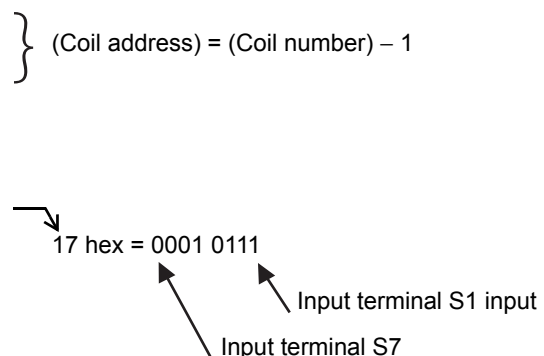 (Coil address) = (Coil number) − 1
17 hex = 0001 0111
Input terminal S1 input
Input terminal S7